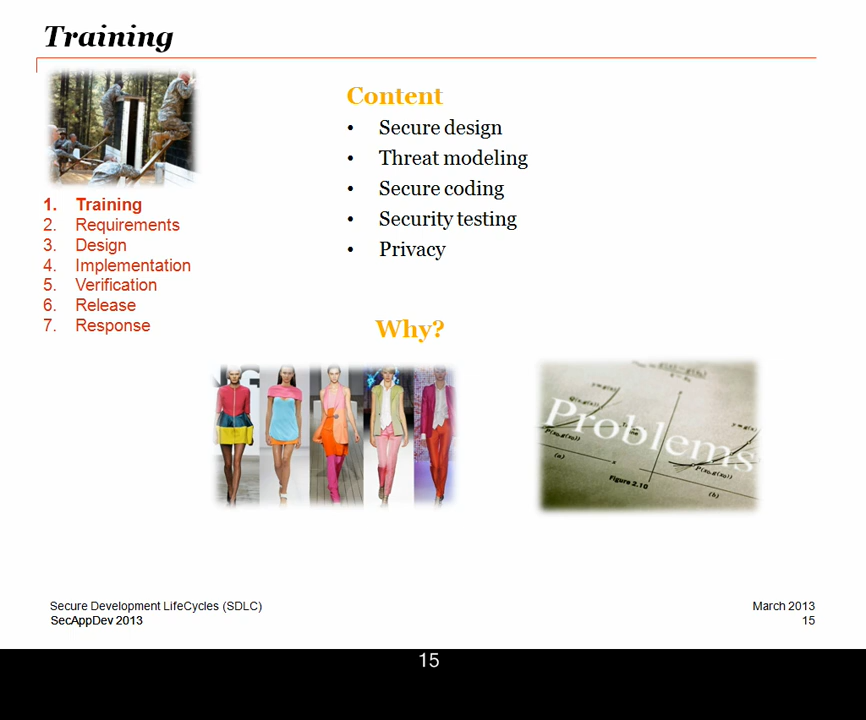 Training
1. Training
2. Requirements
3. Design
4. Implementation
5. Verification
6. Release
7. Response
Content
• Secure design
• Threat modeling
• Secure coding
• Security testing
• Privacy
Why?
Problems
(a)
Figure 2.10
(b)
Secure Development LifeCycles (SDLC)
SecAppDev 2013
March 2013
15
15